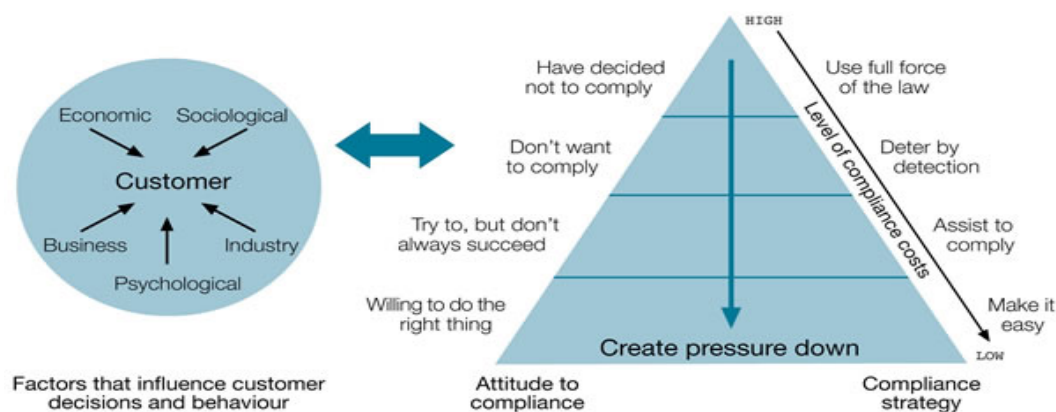 Economic
Sociological
Customer
Business
Industry
Psychological
Factors that influence customer
decisions and behaviour
HIGH
Have decided
not to comply
Use full force
of the law
Don't want
to comply
Deter by
detection
Level of compliance costs
Try to, but don't
always succeed
Assist to
comply
Willing to do the
right thing
Make it
easy
LOW
Create pressure down
Attitude to
compliance
Compliance
strategy